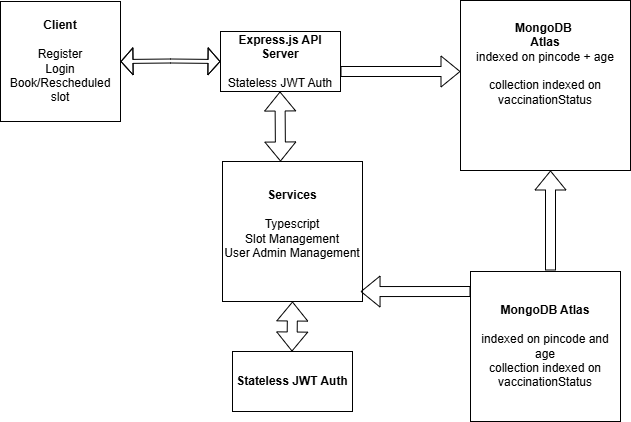 Client
Register
Login
Book/Rescheduled
slot
Express.js API
Server
Stateless JWT Auth
MongoDB
Atlas
indexed on pincode + age
collection indexed on
vaccinationStatus
Services
Typescript
Slot Management
User Admin Management
MongoDB Atlas
indexed on pincode and
age
collection indexed on
vaccinationStatus
Stateless JWT Auth